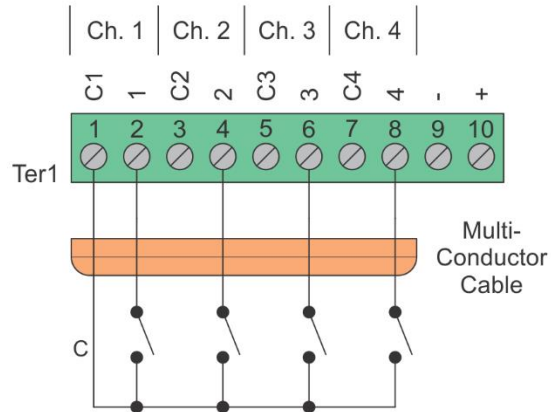 Ch. 1 Ch. 2 Ch. 3 Ch. 4
C1 1 C2 2 C3 3 C4 4 - +
1 2 3 4 5 6 7 8 9 10
Ter1
Multi-
Conductor
Cable
C